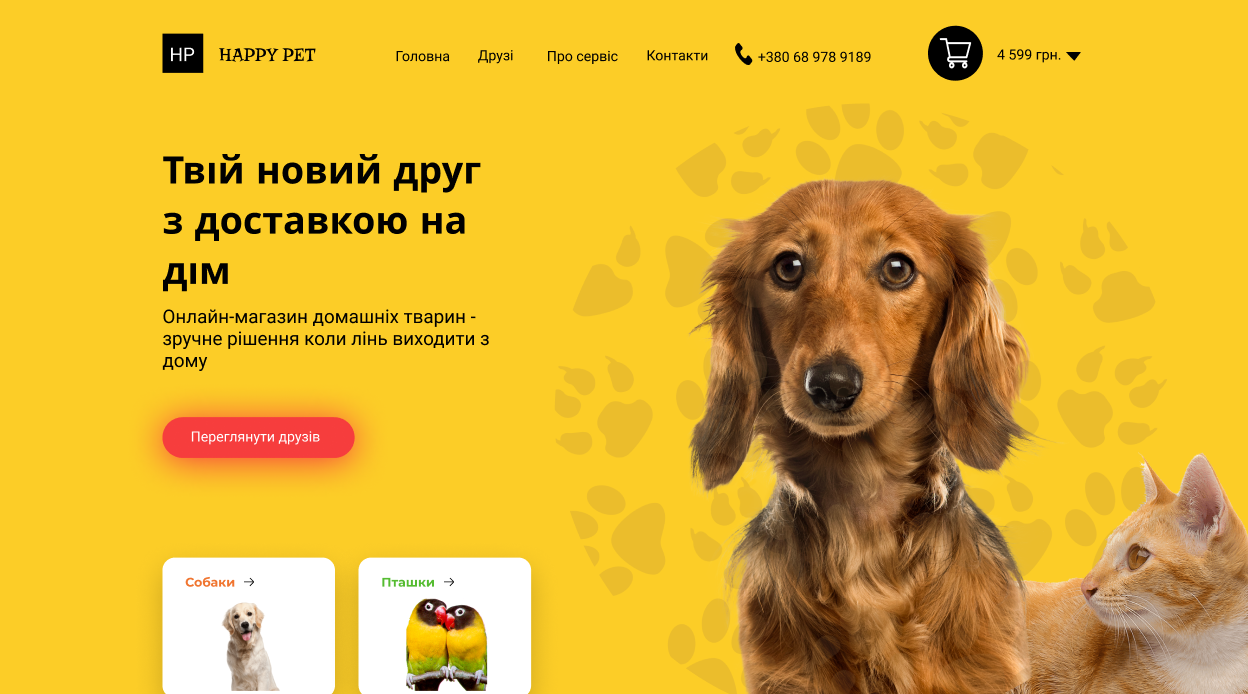 HP
HAPPY PET
Головна
Друзі
Про сервіс
Контакти
+380 68 978 9189
4 599 грн.
Твій новий друг
з доставкою на
дім
Онлайн-магазин домашніх тварин -
зручне рішення коли лінь виходити з
дому
Переглянути друзів
Собаки →
Пташки →